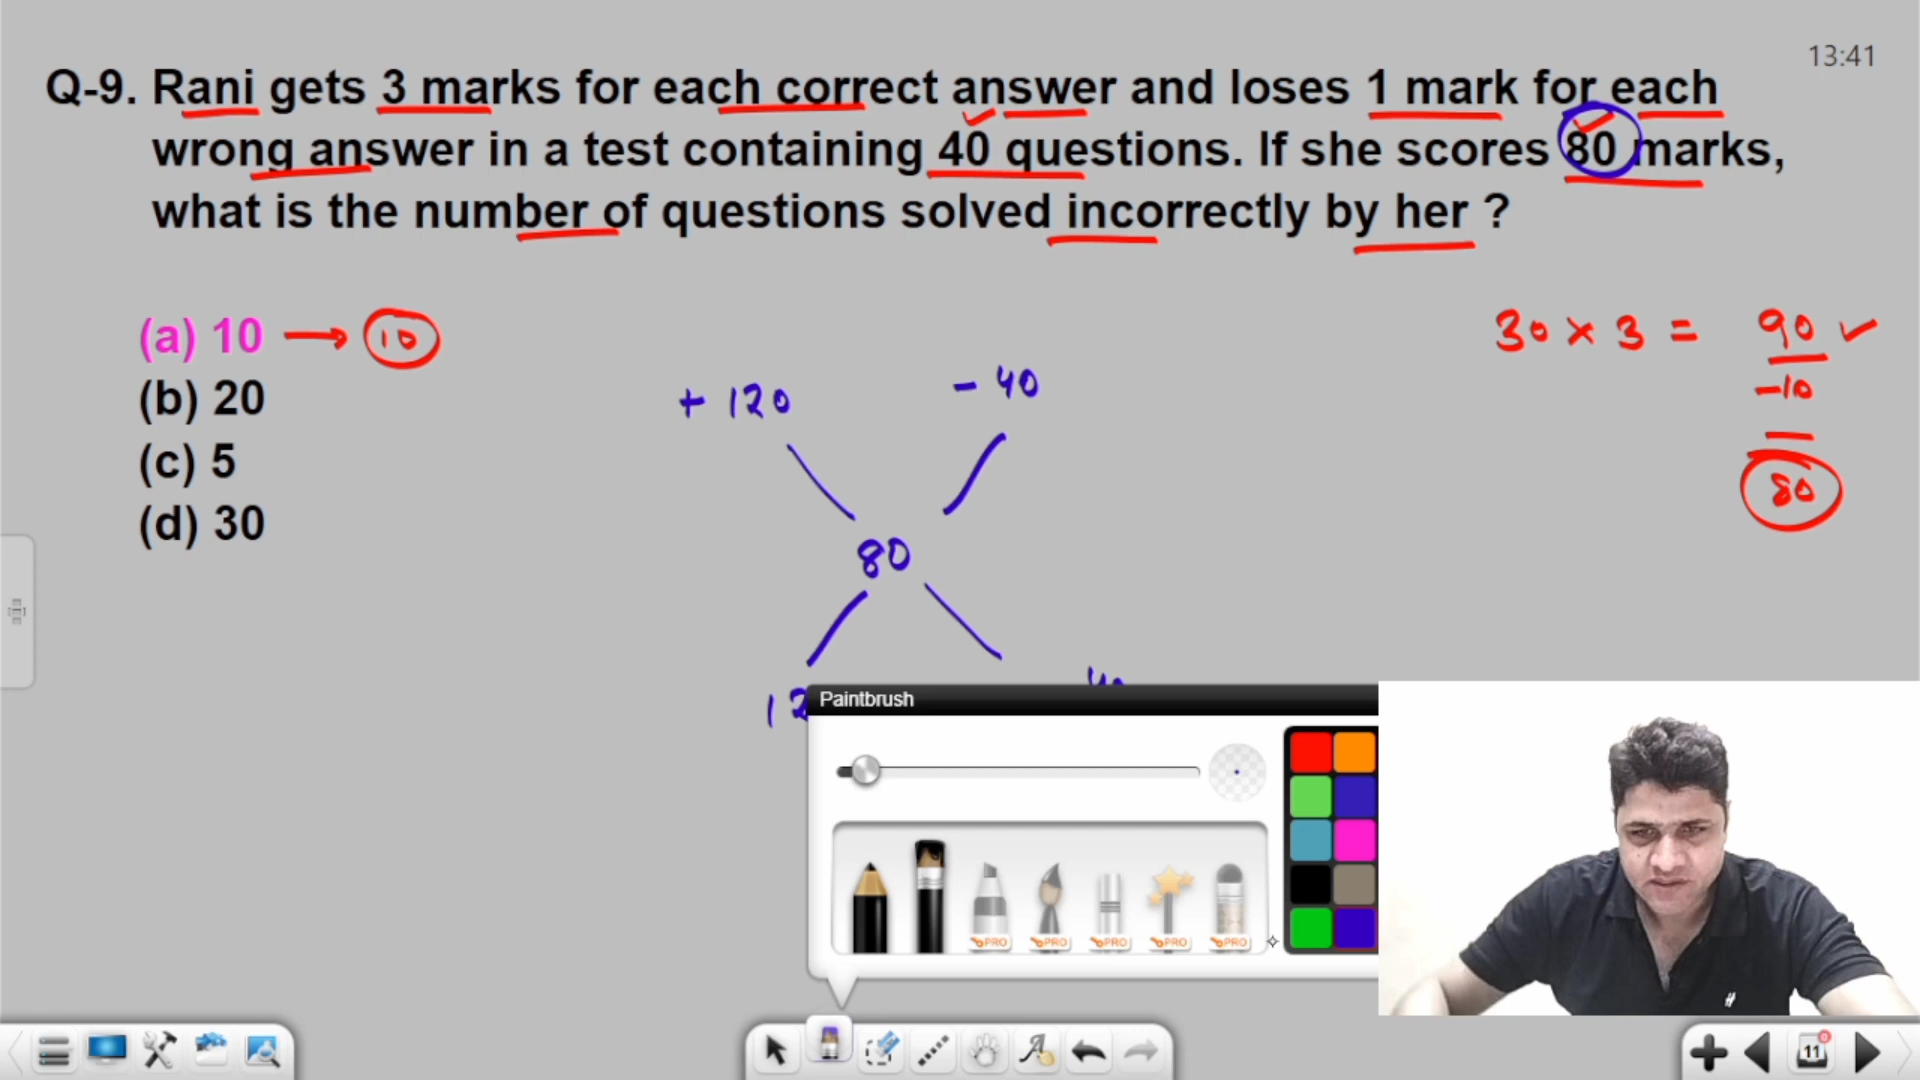 13:41
Q-9. Rani gets 3 marks for each correct answer and loses 1 mark for each
wrong answer in a test containing 40 questions. If she scores 80 marks,
what is the number of questions solved incorrectly by her ?
(a) 10 → 10
(b) 20
(c) 5
(d) 30
30 × 3 = 90 ✓
-10
80
+ 120
- 40
80
Paintbrush
PRO PRO PRO PRO PRO
11
0